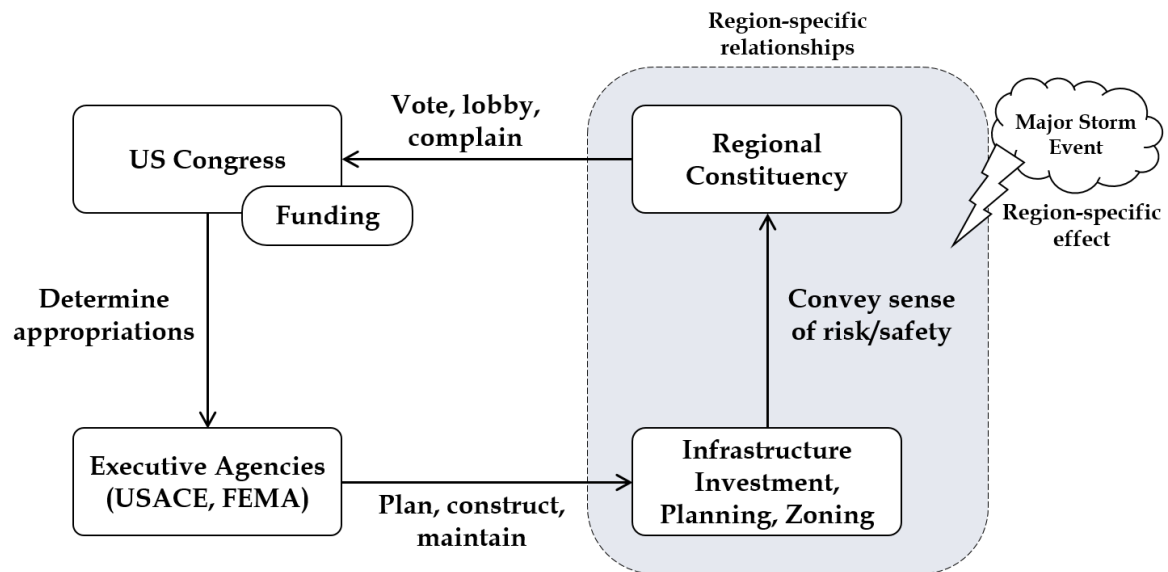 Region-specific
relationships
Vote, lobby,
complain
US Congress
Funding
Regional
Constituency
Major Storm
Event
Region-specific
effect
Determine
appropriations
Convey sense
of risk/safety
Executive Agencies
(USACE, FEMA)
Plan, construct,
maintain
Infrastructure
Investment,
Planning, Zoning